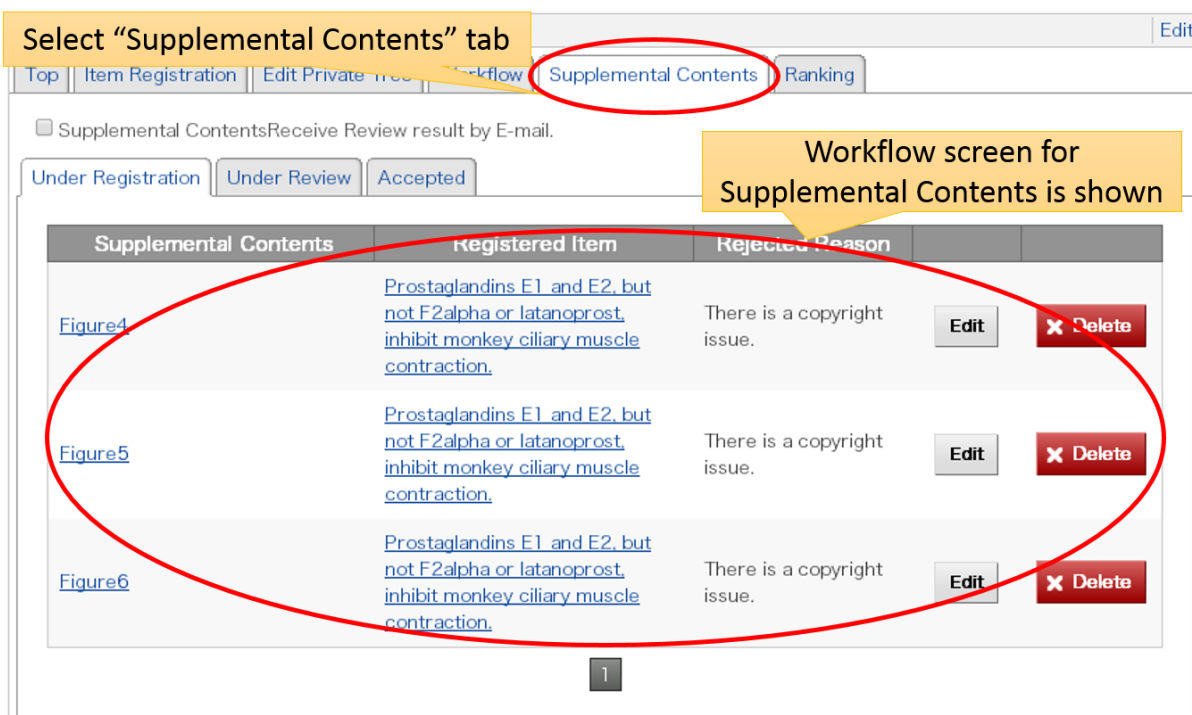 Select “Supplemental Contents” tab
Edit
Top Item Registration Edit Private Tree Workflow Supplemental Contents Ranking
Supplemental ContentsReceive Review result by E-mail.
Workflow screen for
Supplemental Contents is shown
Under Registration Under Review Accepted
Supplemental Contents Registered Item Rejected Reason
Figure4
Prostaglandins E1 and E2, but
not F2alpha or latanoprost,
inhibit monkey ciliary muscle
contraction.
There is a copyright
issue.
Edit
Delete
Figure5
Prostaglandins E1 and E2, but
not F2alpha or latanoprost,
inhibit monkey ciliary muscle
contraction.
There is a copyright
issue.
Edit
Delete
Figure6
Prostaglandins E1 and E2, but
not F2alpha or latanoprost,
inhibit monkey ciliary muscle
contraction.
There is a copyright
issue.
Edit
Delete
1